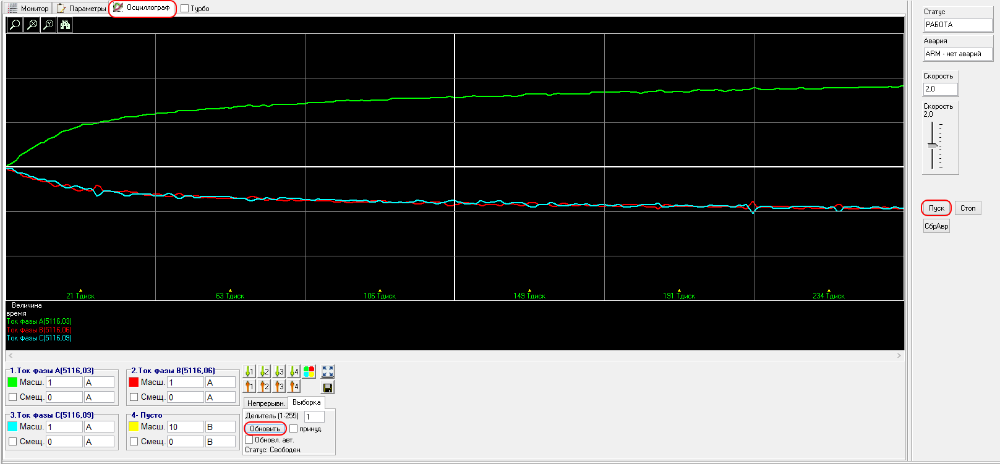 Монитор Параметры Осциллограф Турбо
21 Тдиск 63 Тдиск 106 Тдиск 149 Тдиск 191 Тдиск 234 Тдиск
Величина
время
Ток фазы A(5116,03)
Ток фазы B(5116,06)
Ток фазы C(5116,09)
1.Ток фазы A(5116,03)
Масш. 1 A
Смещ. 0 A
2.Ток фазы B(5116,06)
Масш. 1 A
Смещ. 0 A
3.Ток фазы C(5116,09)
Масш. 1 A
Смещ. 0 A
4- Пусто
Масш. 10 В
Смещ. 0 В
1 2 3 4
1 2 3 4
Непрерывн. Выборка
Делитель (1-255) 1
Обновить принуд.
Обновл. авт.
Статус: Свободен.
Статус
РАБОТА
Авария
ARM - нет аварий
Скорость
2,0
Скорость
2,0
Пуск Стоп
СбрАвр